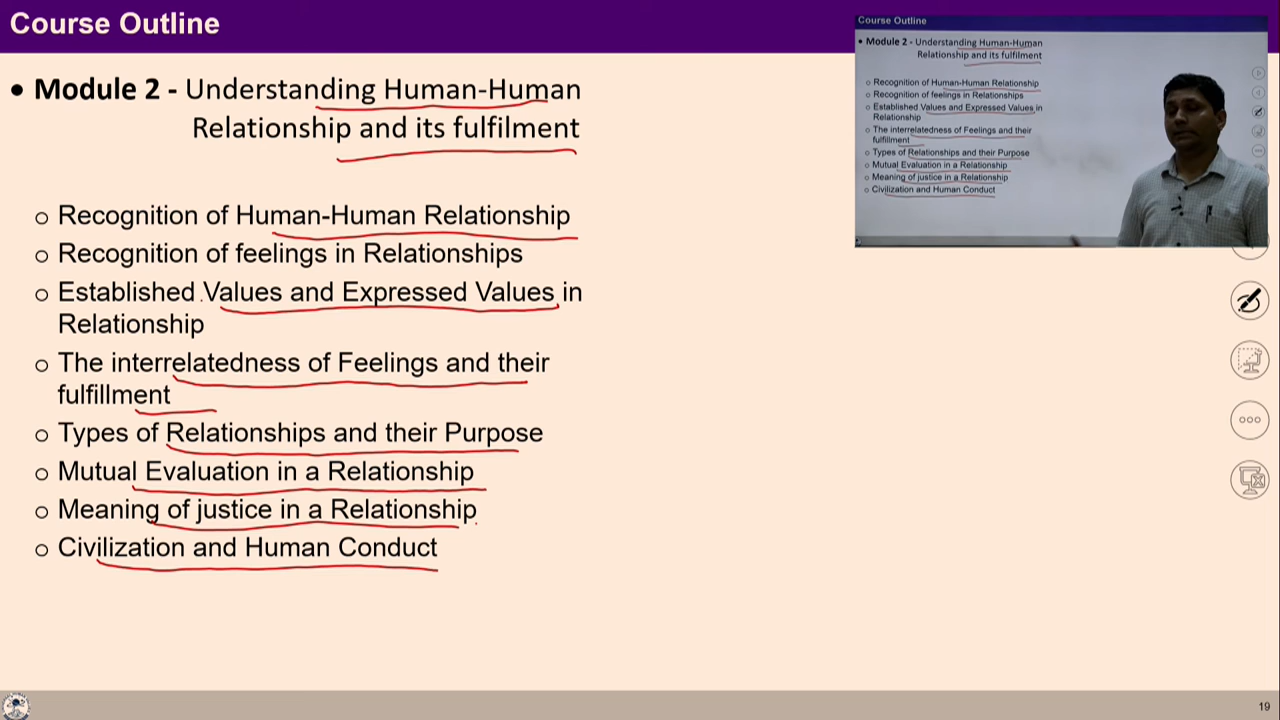 Course Outline
• Module 2 - Understanding Human-Human
Relationship and its fulfilment
o Recognition of Human-Human Relationship
o Recognition of feelings in Relationships
o Established Values and Expressed Values in
Relationship
o The interrelatedness of Feelings and their
fulfillment
o Types of Relationships and their Purpose
o Mutual Evaluation in a Relationship
o Meaning of justice in a Relationship
o Civilization and Human Conduct
Course Outline
• Module 2 - Understanding Human-Human
Relationship and its fulfilment
o Recognition of Human-Human Relationship
o Recognition of feelings in Relationships
o Established Values and Expressed Values in
Relationship
o The interrelatedness of Feelings and their
fulfillment
o Types of Relationships and their Purpose
o Mutual Evaluation in a Relationship
o Meaning of justice in a Relationship
o Civilization and Human Conduct
19